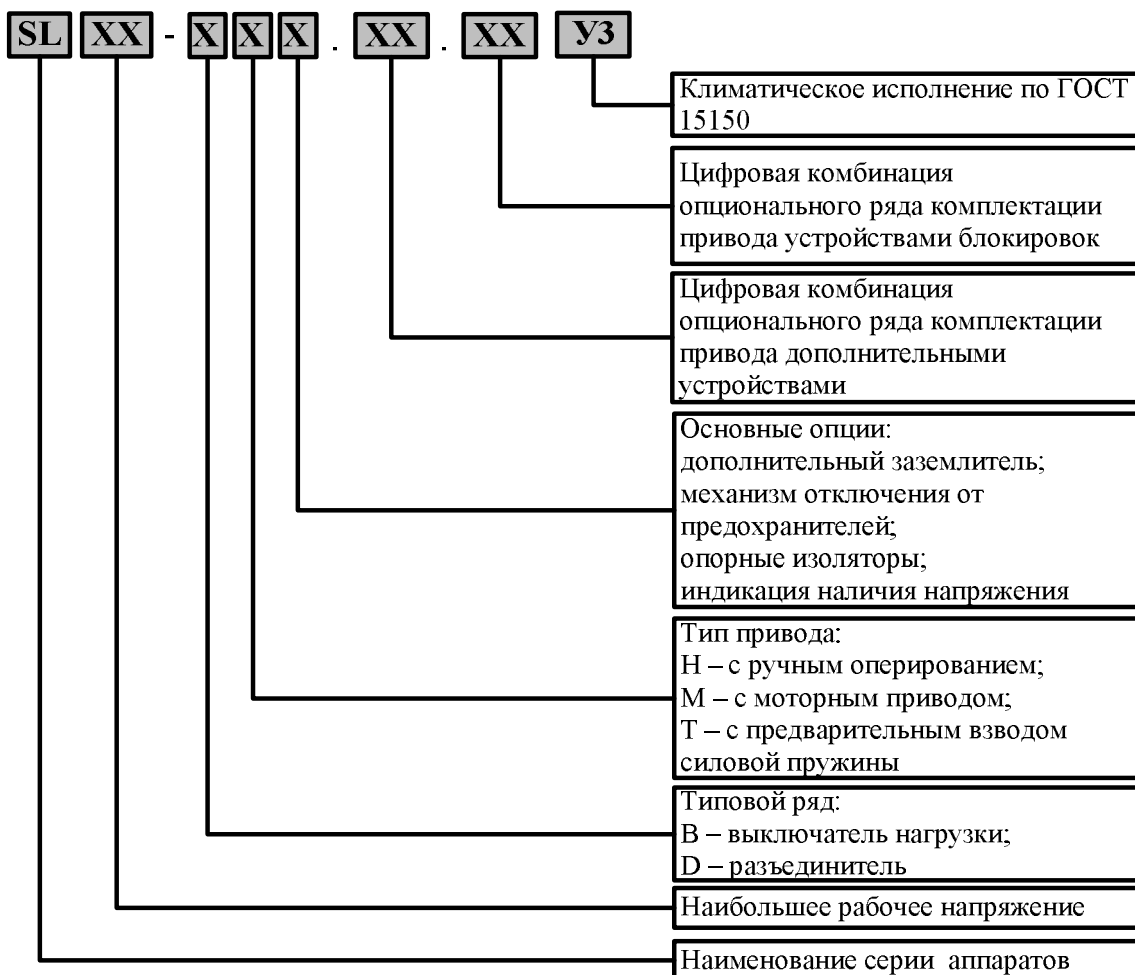 SL XX - X X X . XX . XX У3
Климатическое исполнение по ГОСТ
15150
Цифровая комбинация
опционального ряда комплектации
привода устройствами блокировок
Цифровая комбинация
опционального ряда комплектации
привода дополнительными
устройствами
Основные опции:
дополнительный заземлитель;
механизм отключения от
предохранителей;
опорные изоляторы;
индикация наличия напряжения
Тип привода:
Н – с ручным оперированием;
М – с моторным приводом;
Т – с предварительным взводом
силовой пружины
Типовой ряд:
В – выключатель нагрузки;
D – разъединитель
Наибольшее рабочее напряжение
Наименование серии аппаратов